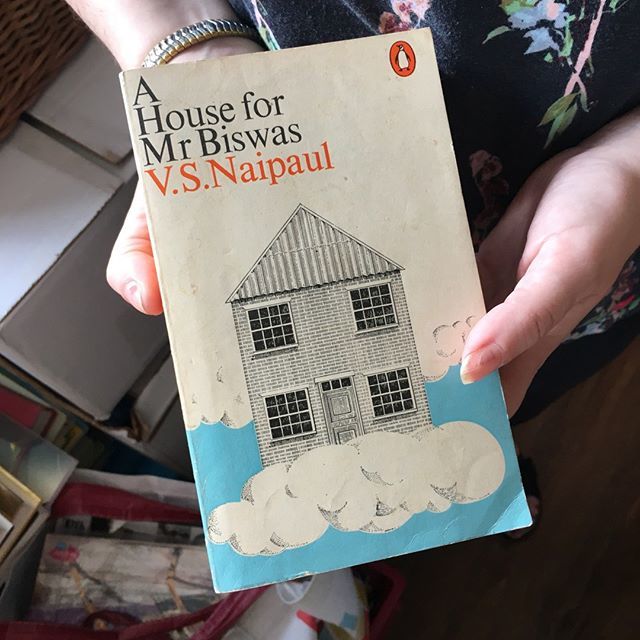 A
House for
Mr Biswas
V.S.Naipaul